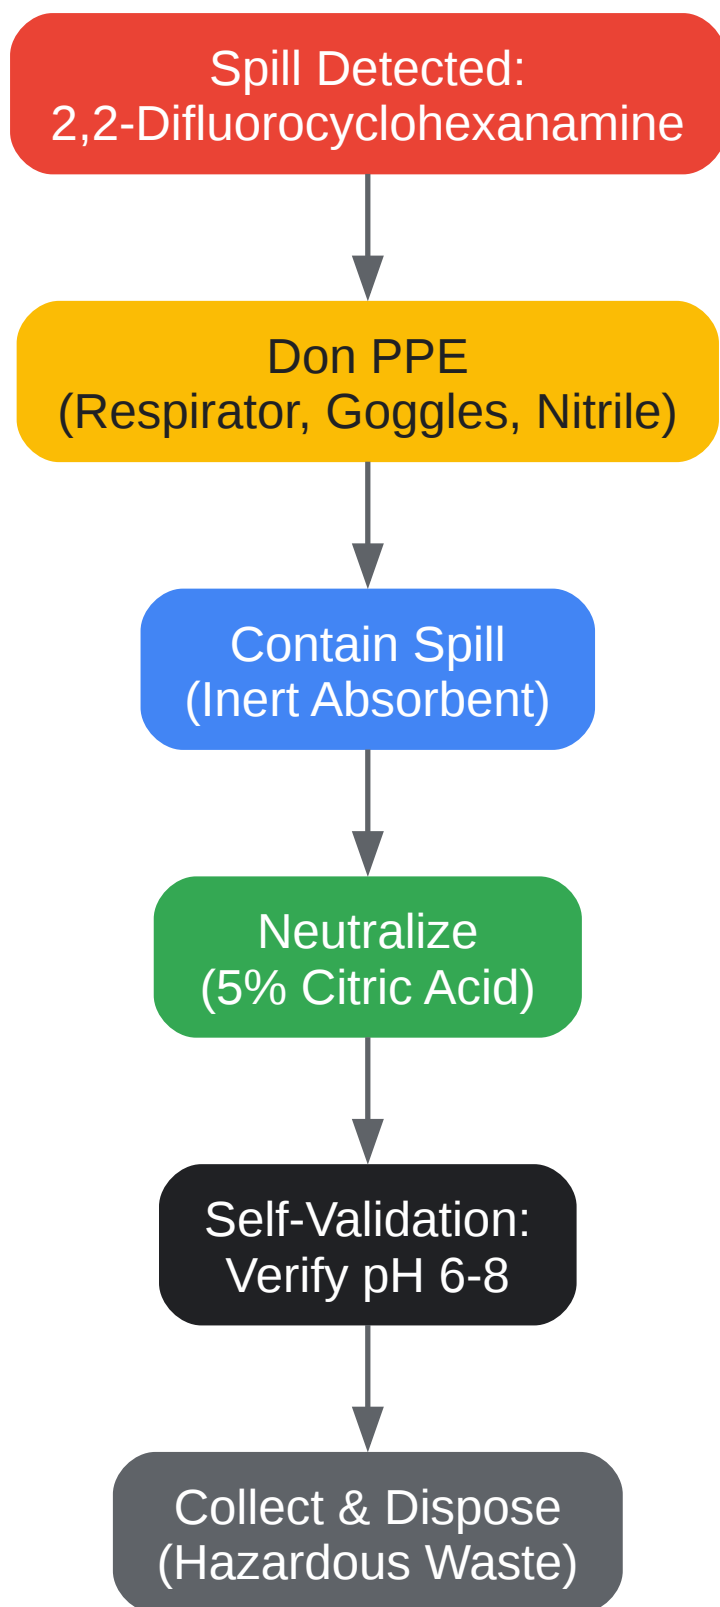 Spill Detected:
2,2-Difluorocyclohexanamine
Don PPE
(Respirator, Goggles, Nitrile)
Contain Spill
(Inert Absorbent)
Neutralize
(5% Citric Acid)
Self-Validation:
Verify pH 6-8
Collect & Dispose
(Hazardous Waste)